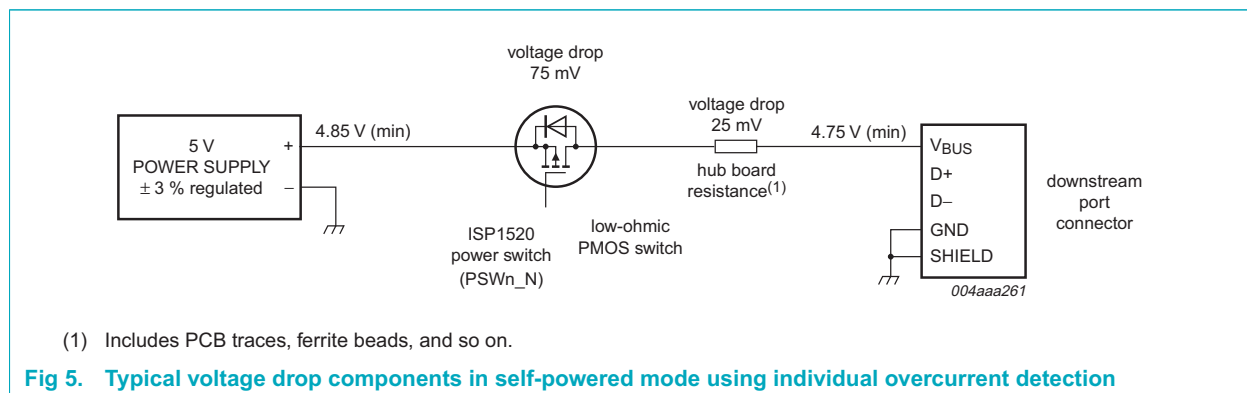 voltage drop
75 mV
voltage drop
25 mV
4.85 V (min)
4.75 V (min)
5 V
POWER SUPPLY
± 3 % regulated
+
−
hub board
resistance(1)
ISP1520
power switch
(PSWn_N)
low-ohmic
PMOS switch
VBUS
D+
D−
GND
SHIELD
downstream
port
connector
004aaa261
(1) Includes PCB traces, ferrite beads, and so on.
Fig 5. Typical voltage drop components in self-powered mode using individual overcurrent detection